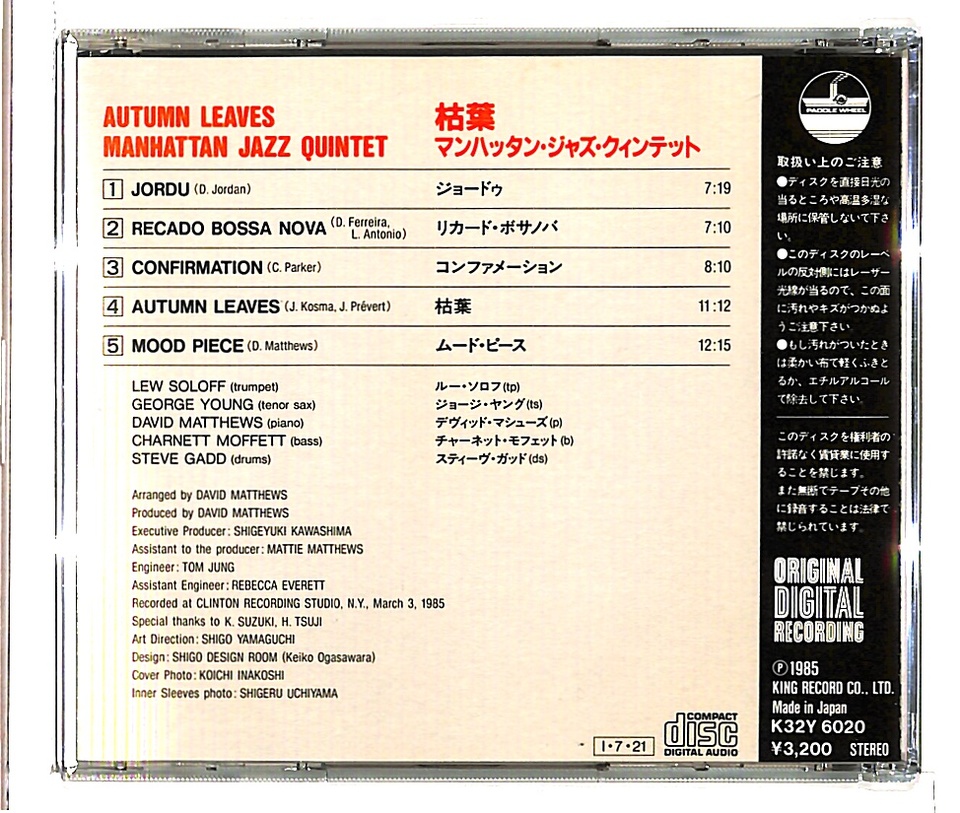 AUTUMN LEAVES 枯葉
MANHATTAN JAZZ QUINTET マンハッタン・ジャズ・クィンテット
1 JORDU (D. Jordan) ジョードゥ 7:19
2 RECADO BOSSA NOVA (D. Ferreira, L. Antonio) リカード・ボサノバ 7:10
3 CONFIRMATION (C. Parker) コンファメーション 8:10
4 AUTUMN LEAVES (J. Kosma, J. Prévert) 枯葉 11:12
5 MOOD PIECE (D. Matthews) ムード・ピース 12:15
LEW SOLOFF (trumpet) ルー・ソロフ(tp)
GEORGE YOUNG (tenor sax) ジョージ・ヤング(ts)
DAVID MATTHEWS (piano) デヴィッド・マシューズ(p)
CHARNETT MOFFETT (bass) チャーネット・モフェット(b)
STEVE GADD (drums) スティーヴ・ガッド(ds)
Arranged by DAVID MATTHEWS
Produced by DAVID MATTHEWS
Executive Producer: SHIGEYUKI KAWASHIMA
Assistant to the producer: MATTIE MATTHEWS
Engineer: TOM JUNG
Assistant Engineer: REBECCA EVERETT
Recorded at CLINTON RECORDING STUDIO, N.Y., March 3, 1985
Special thanks to K. SUZUKI, H. TSUJI
Art Direction: SHIGO YAMAGUCHI
Design: SHIGO DESIGN ROOM (Keiko Ogasawara)
Cover Photo: KOICHI INAKOSHI
Inner Sleeves photo: SHIGERU UCHIYAMA
I・7・21
COMPACT
disc
DIGITAL AUDIO
PADDLE WHEEL
取扱い上のご注意
●ディスクを直接日光の
当るところや高温多湿な
場所に保管しないで下さ
い。
●このディスクのレーベ
ルの反対側にはレーザー
光線が当るので、この面
に汚れやキズがつかぬよ
うご注意下さい
●もし汚れがついたとき
は柔かい布で軽くふきと
るか、エチルアルコール
で除去して下さい。
このディスクを権利者の
許諾なく賃貸業に使用す
ることを禁じます。
また無断でテープその他
に録音することは法律で
禁じられています。
ORIGINAL
DIGITAL
RECORDING
Ⓟ1985
KING RECORD CO., LTD.
Made in Japan
K32Y 6020
¥3,200 STEREO